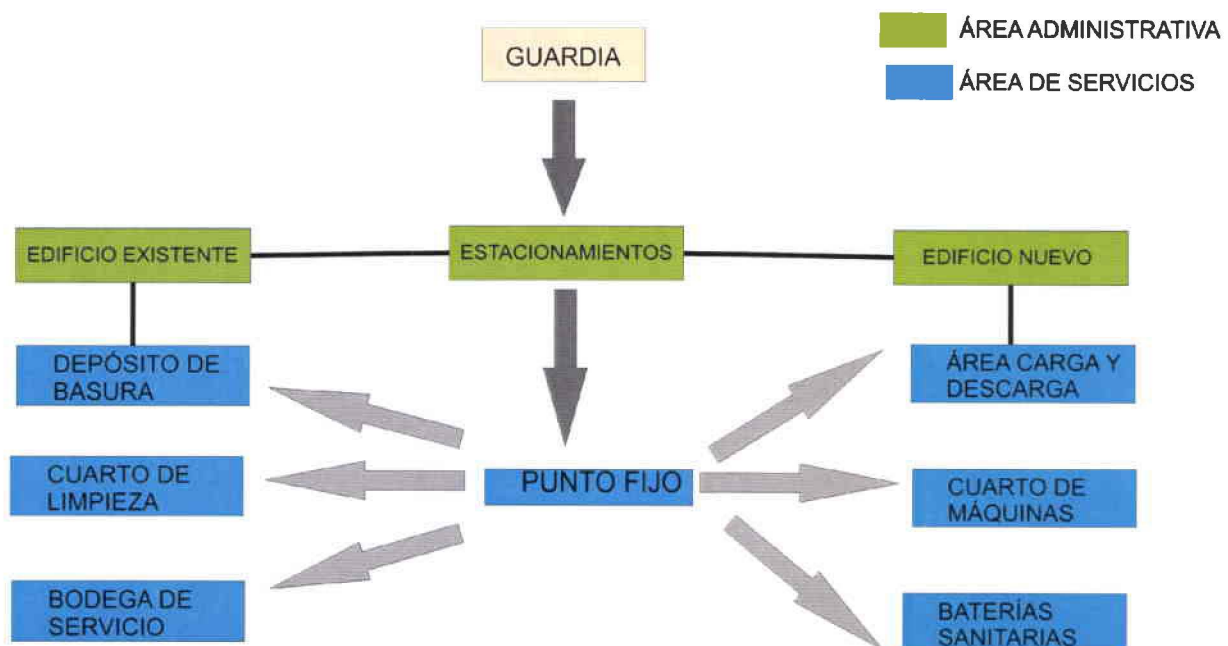 ÁREA ADMINISTRATIVA
ÁREA DE SERVICIOS
GUARDIA
EDIFICIO EXISTENTE
ESTACIONAMIENTOS
EDIFICIO NUEVO
DEPÓSITO DE
BASURA
ÁREA CARGA Y
DESCARGA
CUARTO DE
LIMPIEZA
PUNTO FIJO
CUARTO DE
MÁQUINAS
BODEGA DE
SERVICIO
BATERÍAS
SANITARIAS